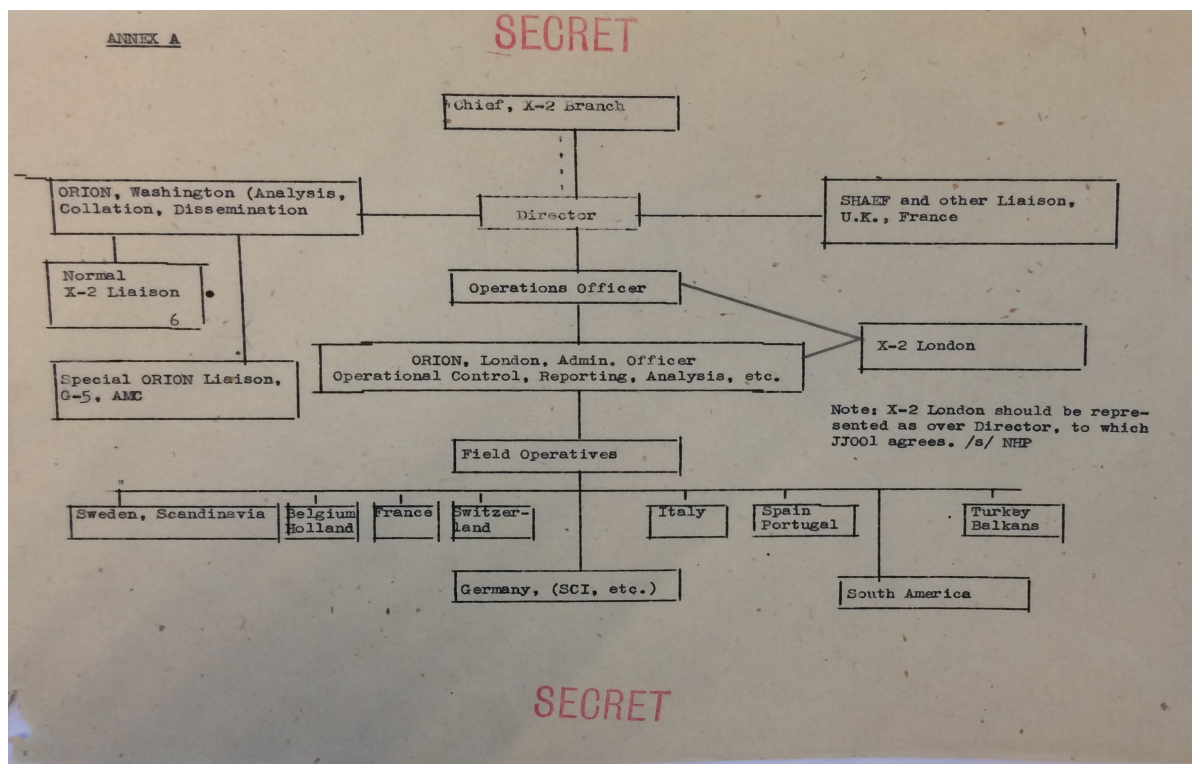 ANNEX A
SECRET
Chief, X-2 Branch
ORION, Washington (Analysis,
Collation, Dissemination
Director
SHAEF and other Liaison,
U.K., France
Normal
X-2 Liaison
6
Operations Officer
X-2 London
ORION, London, Admin. Officer
Operational Control, Reporting, Analysis, etc.
Special ORION Liaison,
G-5, AMC
Note: X-2 London should be repre-
sented as over Director, to which
JJ001 agrees. /s/ NHP
Field Operatives
Sweden, Scandinavia
Belgium
Holland
France
Switzer-
land
Italy
Spain
Portugal
Turkey
Balkans
Germany, (SCI, etc.)
South America
SECRET